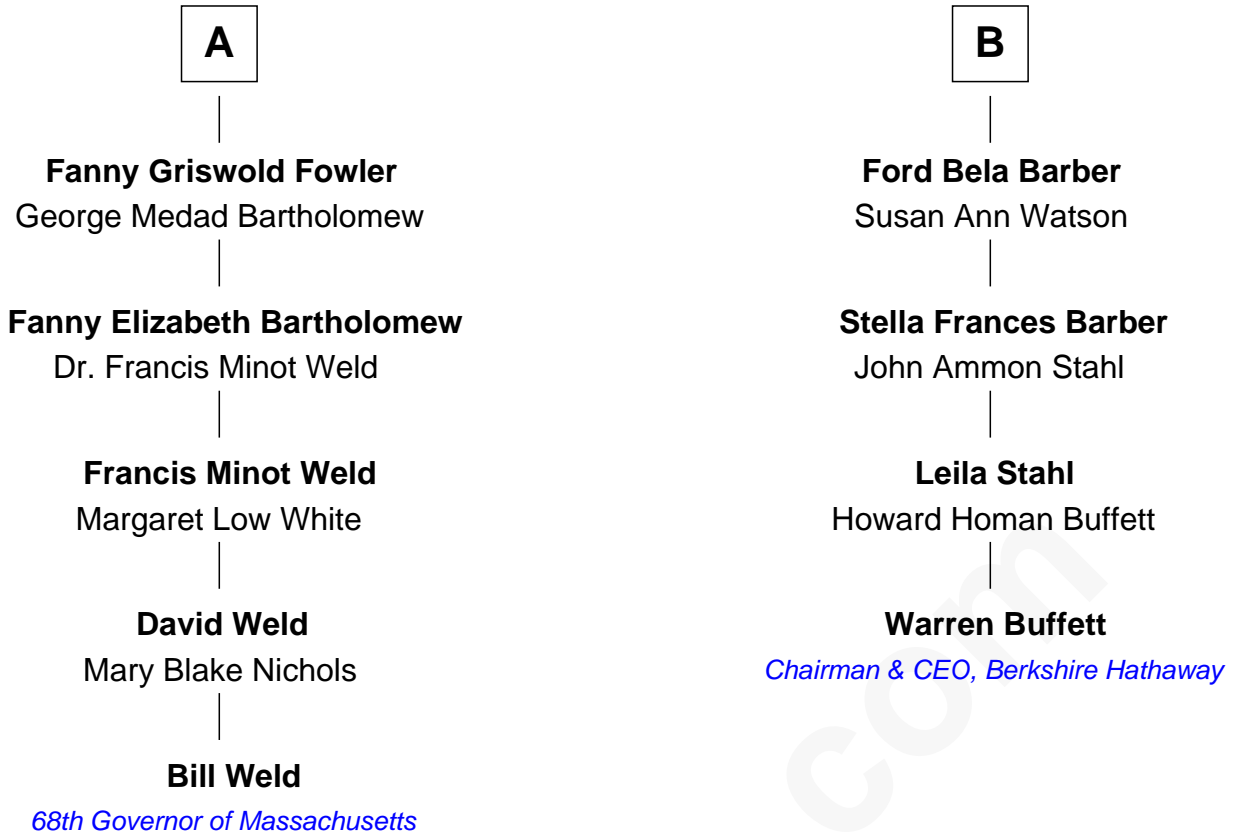 A
Fanny Griswold Fowler
George Medad Bartholomew
Fanny Elizabeth Bartholomew
Dr. Francis Minot Weld
Francis Minot Weld
Margaret Low White
David Weld
Mary Blake Nichols
Bill Weld
68th Governor of Massachusetts
B
Ford Bela Barber
Susan Ann Watson
Stella Frances Barber
John Ammon Stahl
Leila Stahl
Howard Homan Buffett
Warren Buffett
Chairman & CEO, Berkshire Hathaway
com